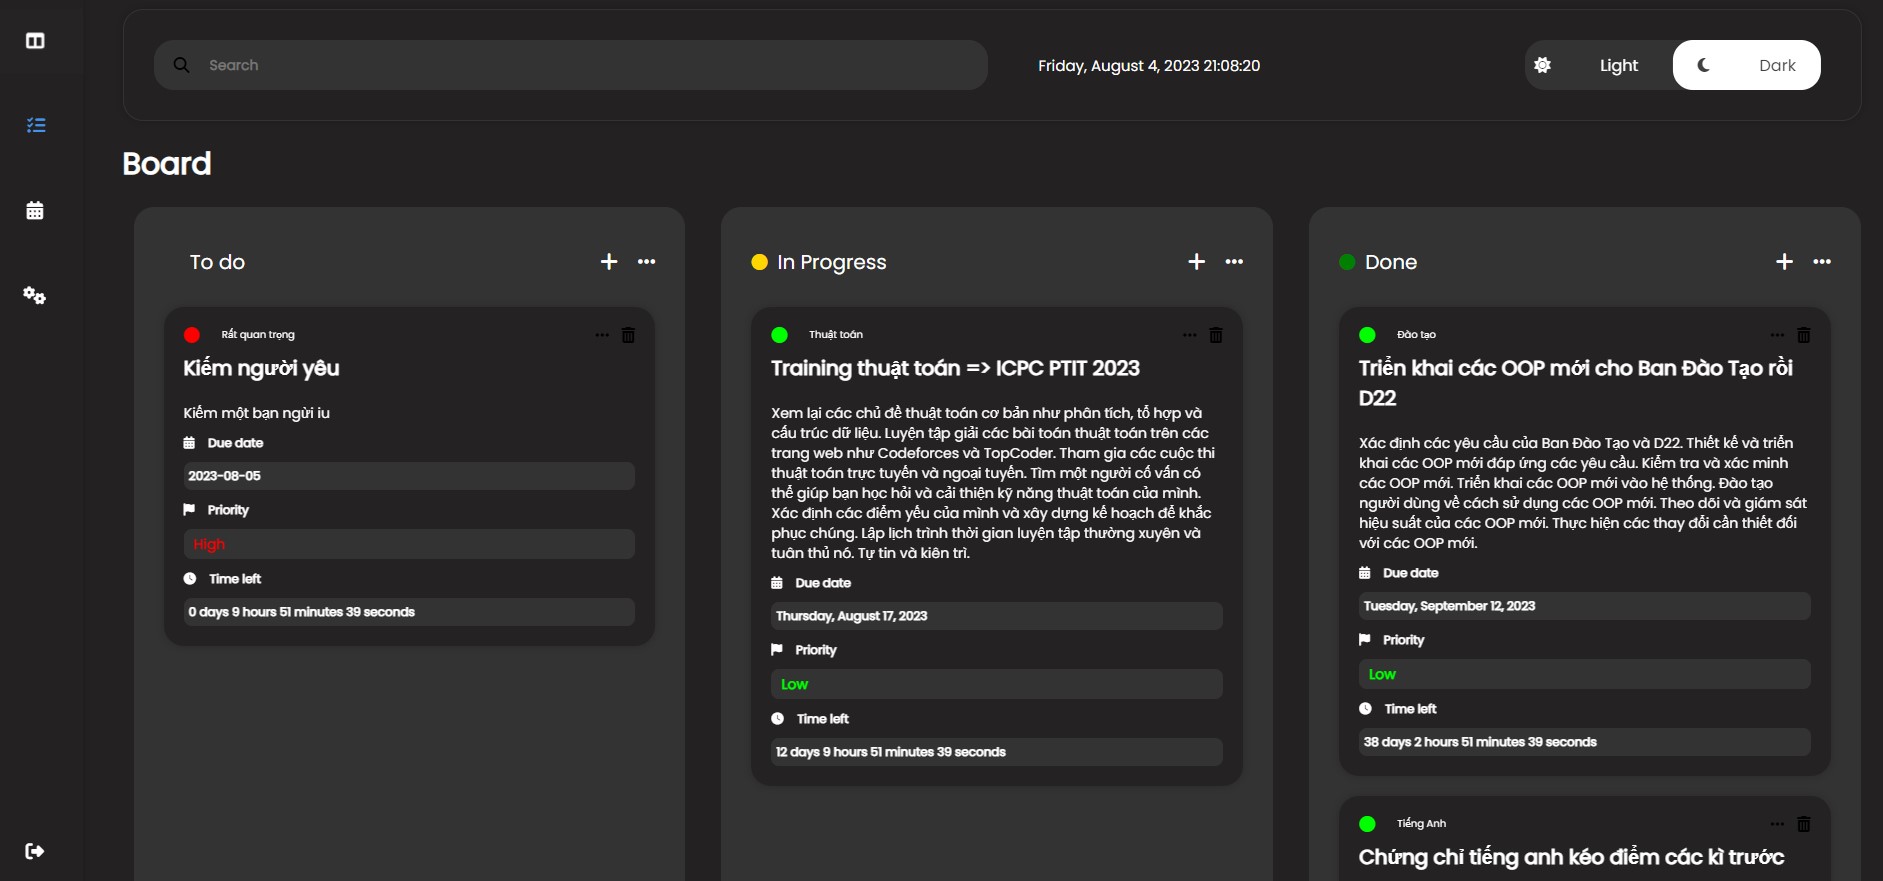 Search
Friday, August 4, 2023 21:08:20
Light
Dark
Board
To do
Rất quan trọng
Kiếm người yêu
Kiếm một bạn ngừi iu
Due date
2023-08-05
Priority
High
Time left
0 days 9 hours 51 minutes 39 seconds
In Progress
Thuật toán
Training thuật toán => ICPC PTIT 2023
Xem lại các chủ đề thuật toán cơ bản như phân tích, tổ hợp và
cấu trúc dữ liệu. Luyện tập giải các bài toán thuật toán trên các
trang web như Codeforces và TopCoder. Tham gia các cuộc thi
thuật toán trực tuyến và ngoại tuyến. Tìm một người cố vấn có
thể giúp bạn học hỏi và cải thiện kỹ năng thuật toán của mình.
Xác định các điểm yếu của mình và xây dựng kế hoạch để khắc
phục chúng. Lập lịch trình thời gian luyện tập thường xuyên và
tuân thủ nó. Tự tin và kiên trì.
Due date
Thursday, August 17, 2023
Priority
Low
Time left
12 days 9 hours 51 minutes 39 seconds
Done
Đào tạo
Triển khai các OOP mới cho Ban Đào Tạo rồi
D22
Xác định các yêu cầu của Ban Đào Tạo và D22. Thiết kế và triển
khai các OOP mới đáp ứng các yêu cầu. Kiểm tra và xác minh
các OOP mới. Triển khai các OOP mới vào hệ thống. Đào tạo
người dùng về cách sử dụng các OOP mới. Theo dõi và giám sát
hiệu suất của các OOP mới. Thực hiện các thay đổi cần thiết đối
với các OOP mới.
Due date
Tuesday, September 12, 2023
Priority
Low
Time left
38 days 2 hours 51 minutes 39 seconds
Tiếng Anh
Chứng chỉ tiếng anh kéo điểm các kì trước